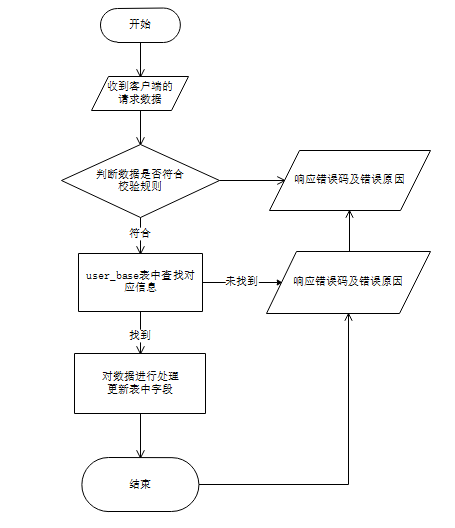 开始
收到客户端的
请求数据
判断数据是否符合
校验规则
响应错误码及错误原因
符合
user_base表中查找对
应信息
未找到
响应错误码及错误原因
找到
对数据进行处理
更新表中字段
结束